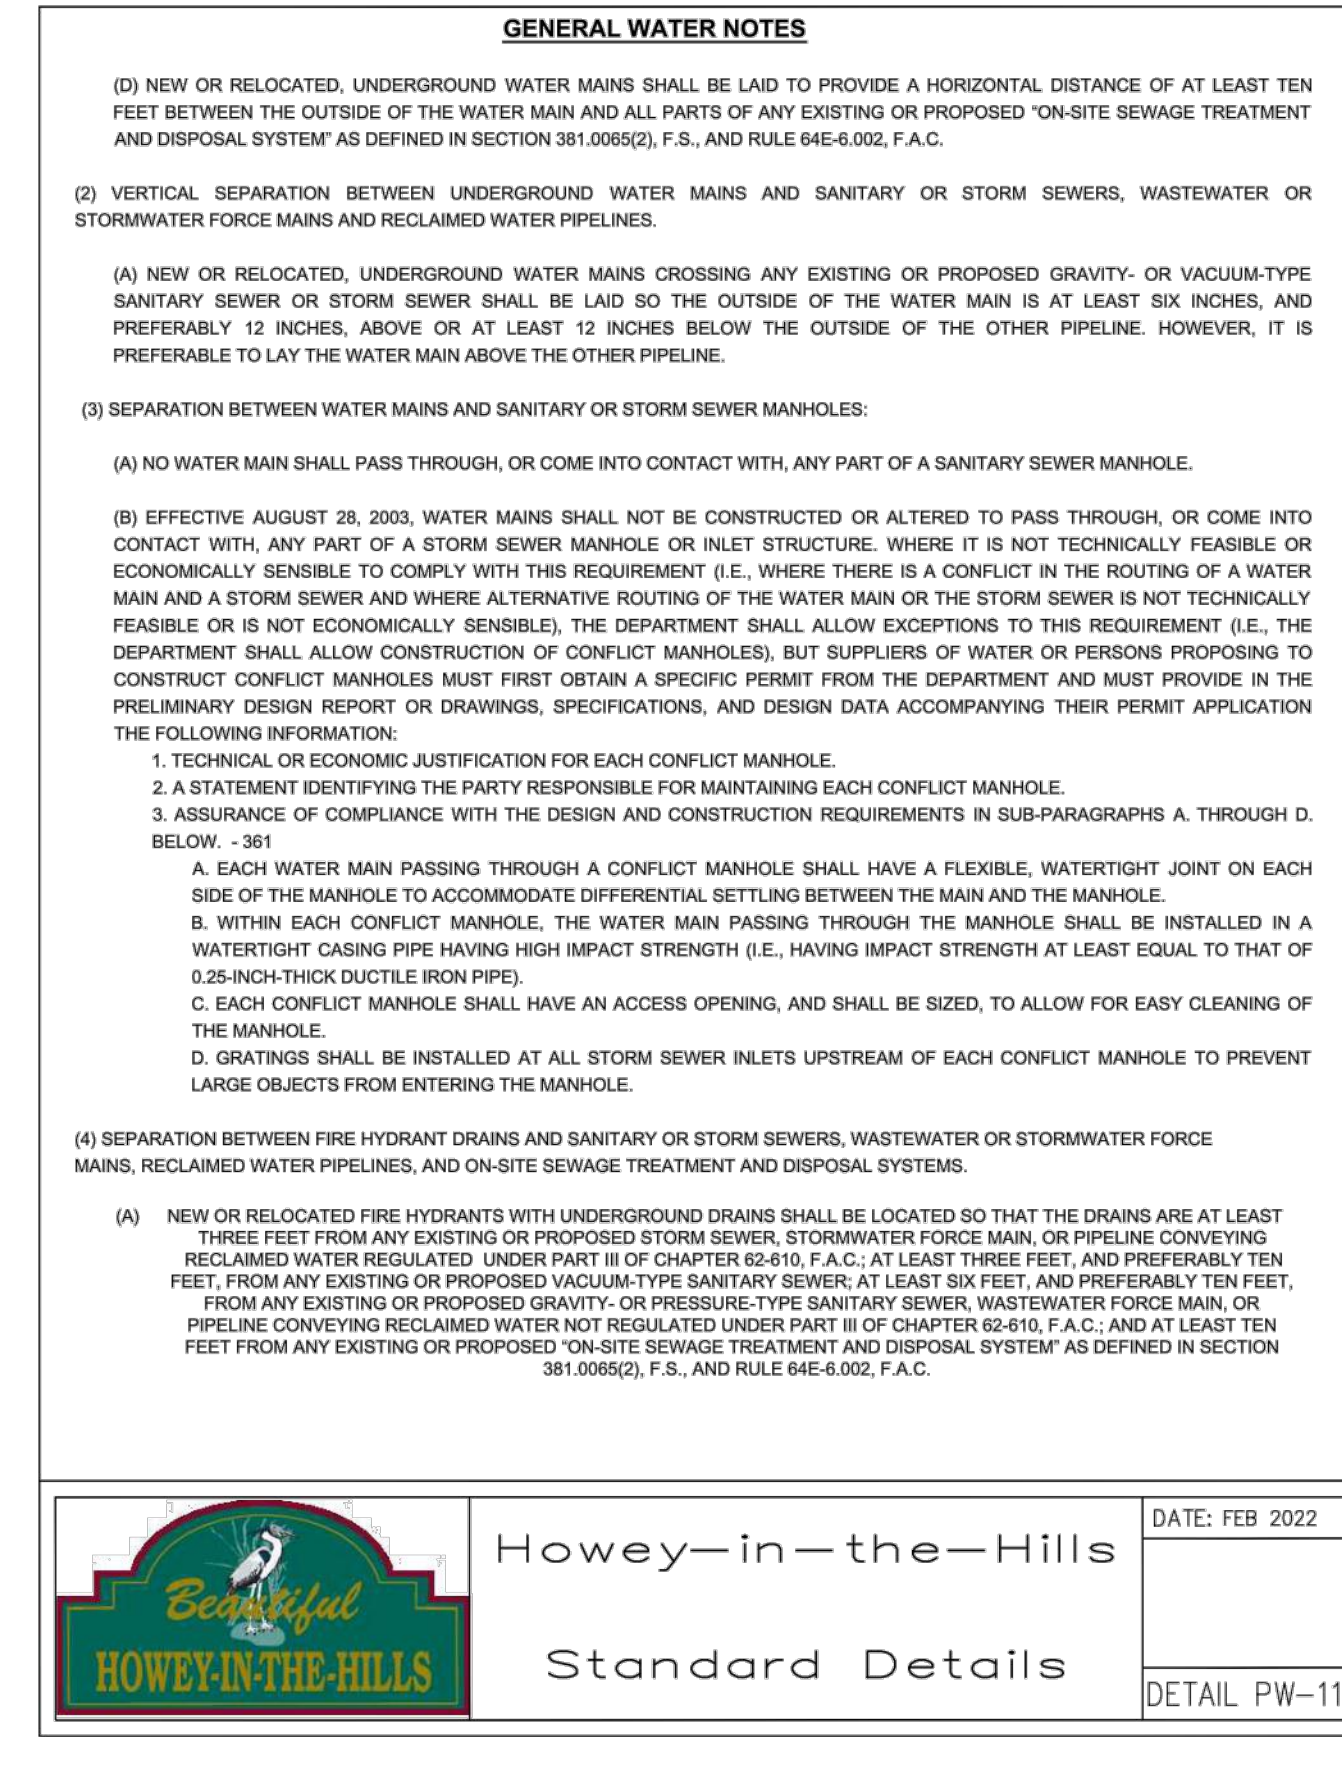 GENERAL WATER NOTES
(D) NEW OR RELOCATED, UNDERGROUND WATER MAINS SHALL BE LAID TO PROVIDE A HORIZONTAL DISTANCE OF AT LEAST TEN
FEET BETWEEN THE OUTSIDE OF THE WATER MAIN AND ALL PARTS OF ANY EXISTING OR PROPOSED “ON-SITE SEWAGE TREATMENT
AND DISPOSAL SYSTEM” AS DEFINED IN SECTION 381.0065(2), F.S., AND RULE 64E-6.002, F.A.C.
(2) VERTICAL SEPARATION BETWEEN UNDERGROUND WATER MAINS AND SANITARY OR STORM SEWERS, WASTEWATER OR
STORMWATER FORCE MAINS AND RECLAIMED WATER PIPELINES.
(A) NEW OR RELOCATED, UNDERGROUND WATER MAINS CROSSING ANY EXISTING OR PROPOSED GRAVITY- OR VACUUM-TYPE
SANITARY SEWER OR STORM SEWER SHALL BE LAID SO THE OUTSIDE OF THE WATER MAIN IS AT LEAST SIX INCHES, AND
PREFERABLY 12 INCHES, ABOVE OR AT LEAST 12 INCHES BELOW THE OUTSIDE OF THE OTHER PIPELINE. HOWEVER, IT IS
PREFERABLE TO LAY THE WATER MAIN ABOVE THE OTHER PIPELINE.
(3) SEPARATION BETWEEN WATER MAINS AND SANITARY OR STORM SEWER MANHOLES:
(A) NO WATER MAIN SHALL PASS THROUGH, OR COME INTO CONTACT WITH, ANY PART OF A SANITARY SEWER MANHOLE.
(B) EFFECTIVE AUGUST 28, 2003, WATER MAINS SHALL NOT BE CONSTRUCTED OR ALTERED TO PASS THROUGH, OR COME INTO
CONTACT WITH, ANY PART OF A STORM SEWER MANHOLE OR INLET STRUCTURE. WHERE IT IS NOT TECHNICALLY FEASIBLE OR
ECONOMICALLY SENSIBLE TO COMPLY WITH THIS REQUIREMENT (I.E., WHERE THERE IS A CONFLICT IN THE ROUTING OF A WATER
MAIN AND A STORM SEWER AND WHERE ALTERNATIVE ROUTING OF THE WATER MAIN OR THE STORM SEWER IS NOT TECHNICALLY
FEASIBLE OR IS NOT ECONOMICALLY SENSIBLE), THE DEPARTMENT SHALL ALLOW EXCEPTIONS TO THIS REQUIREMENT (I.E., THE
DEPARTMENT SHALL ALLOW CONSTRUCTION OF CONFLICT MANHOLES), BUT SUPPLIERS OF WATER OR PERSONS PROPOSING TO
CONSTRUCT CONFLICT MANHOLES MUST FIRST OBTAIN A SPECIFIC PERMIT FROM THE DEPARTMENT AND MUST PROVIDE IN THE
PRELIMINARY DESIGN REPORT OR DRAWINGS, SPECIFICATIONS, AND DESIGN DATA ACCOMPANYING THEIR PERMIT APPLICATION
THE FOLLOWING INFORMATION:
1. TECHNICAL OR ECONOMIC JUSTIFICATION FOR EACH CONFLICT MANHOLE.
2. A STATEMENT IDENTIFYING THE PARTY RESPONSIBLE FOR MAINTAINING EACH CONFLICT MANHOLE.
3. ASSURANCE OF COMPLIANCE WITH THE DESIGN AND CONSTRUCTION REQUIREMENTS IN SUB-PARAGRAPHS A. THROUGH D.
BELOW. - 361
A. EACH WATER MAIN PASSING THROUGH A CONFLICT MANHOLE SHALL HAVE A FLEXIBLE, WATERTIGHT JOINT ON EACH
SIDE OF THE MANHOLE TO ACCOMMODATE DIFFERENTIAL SETTLING BETWEEN THE MAIN AND THE MANHOLE.
B. WITHIN EACH CONFLICT MANHOLE, THE WATER MAIN PASSING THROUGH THE MANHOLE SHALL BE INSTALLED IN A
WATERTIGHT CASING PIPE HAVING HIGH IMPACT STRENGTH (I.E., HAVING IMPACT STRENGTH AT LEAST EQUAL TO THAT OF
0.25-INCH-THICK DUCTILE IRON PIPE).
C. EACH CONFLICT MANHOLE SHALL HAVE AN ACCESS OPENING, AND SHALL BE SIZED, TO ALLOW FOR EASY CLEANING OF
THE MANHOLE.
D. GRATINGS SHALL BE INSTALLED AT ALL STORM SEWER INLETS UPSTREAM OF EACH CONFLICT MANHOLE TO PREVENT
LARGE OBJECTS FROM ENTERING THE MANHOLE.
(4) SEPARATION BETWEEN FIRE HYDRANT DRAINS AND SANITARY OR STORM SEWERS, WASTEWATER OR STORMWATER FORCE
MAINS, RECLAIMED WATER PIPELINES, AND ON-SITE SEWAGE TREATMENT AND DISPOSAL SYSTEMS.
(A) NEW OR RELOCATED FIRE HYDRANTS WITH UNDERGROUND DRAINS SHALL BE LOCATED SO THAT THE DRAINS ARE AT LEAST
THREE FEET FROM ANY EXISTING OR PROPOSED STORM SEWER, STORMWATER FORCE MAIN, OR PIPELINE CONVEYING
RECLAIMED WATER REGULATED UNDER PART III OF CHAPTER 62-610, F.A.C.; AT LEAST THREE FEET, AND PREFERABLY TEN
FEET, FROM ANY EXISTING OR PROPOSED VACUUM-TYPE SANITARY SEWER; AT LEAST SIX FEET, AND PREFERABLY TEN FEET,
FROM ANY EXISTING OR PROPOSED GRAVITY- OR PRESSURE-TYPE SANITARY SEWER, WASTEWATER FORCE MAIN, OR
PIPELINE CONVEYING RECLAIMED WATER NOT REGULATED UNDER PART III OF CHAPTER 62-610, F.A.C.; AND AT LEAST TEN
FEET FROM ANY EXISTING OR PROPOSED “ON-SITE SEWAGE TREATMENT AND DISPOSAL SYSTEM” AS DEFINED IN SECTION
381.0065(2), F.S., AND RULE 64E-6.002, F.A.C.
Beautiful
HOWEY-IN-THE-HILLS
Howey-in-the-Hills
Standard Details
DATE: FEB 2022
DETAIL PW-11